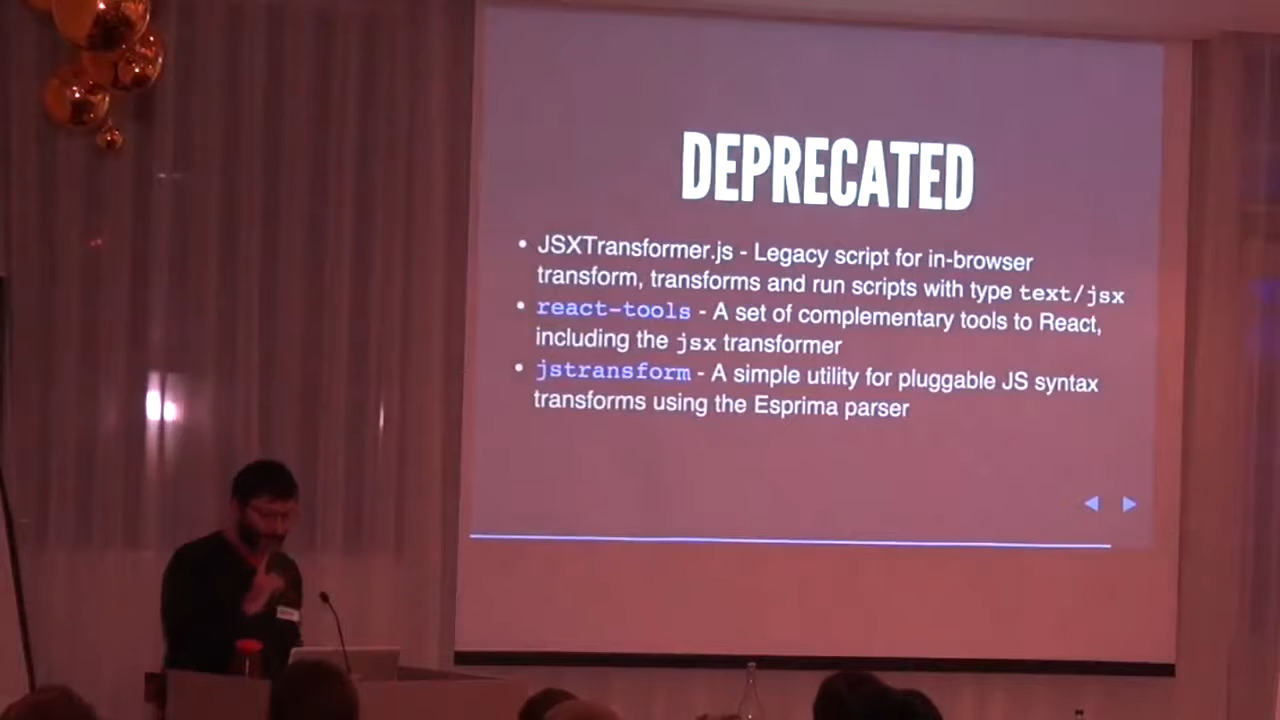 DEPRECATED
• JSXTransformer.js - Legacy script for in-browser
transform, transforms and run scripts with type text/jsx
• react-tools - A set of complementary tools to React,
including the jsx transformer
• jstransform - A simple utility for pluggable JS syntax
transforms using the Esprima parser